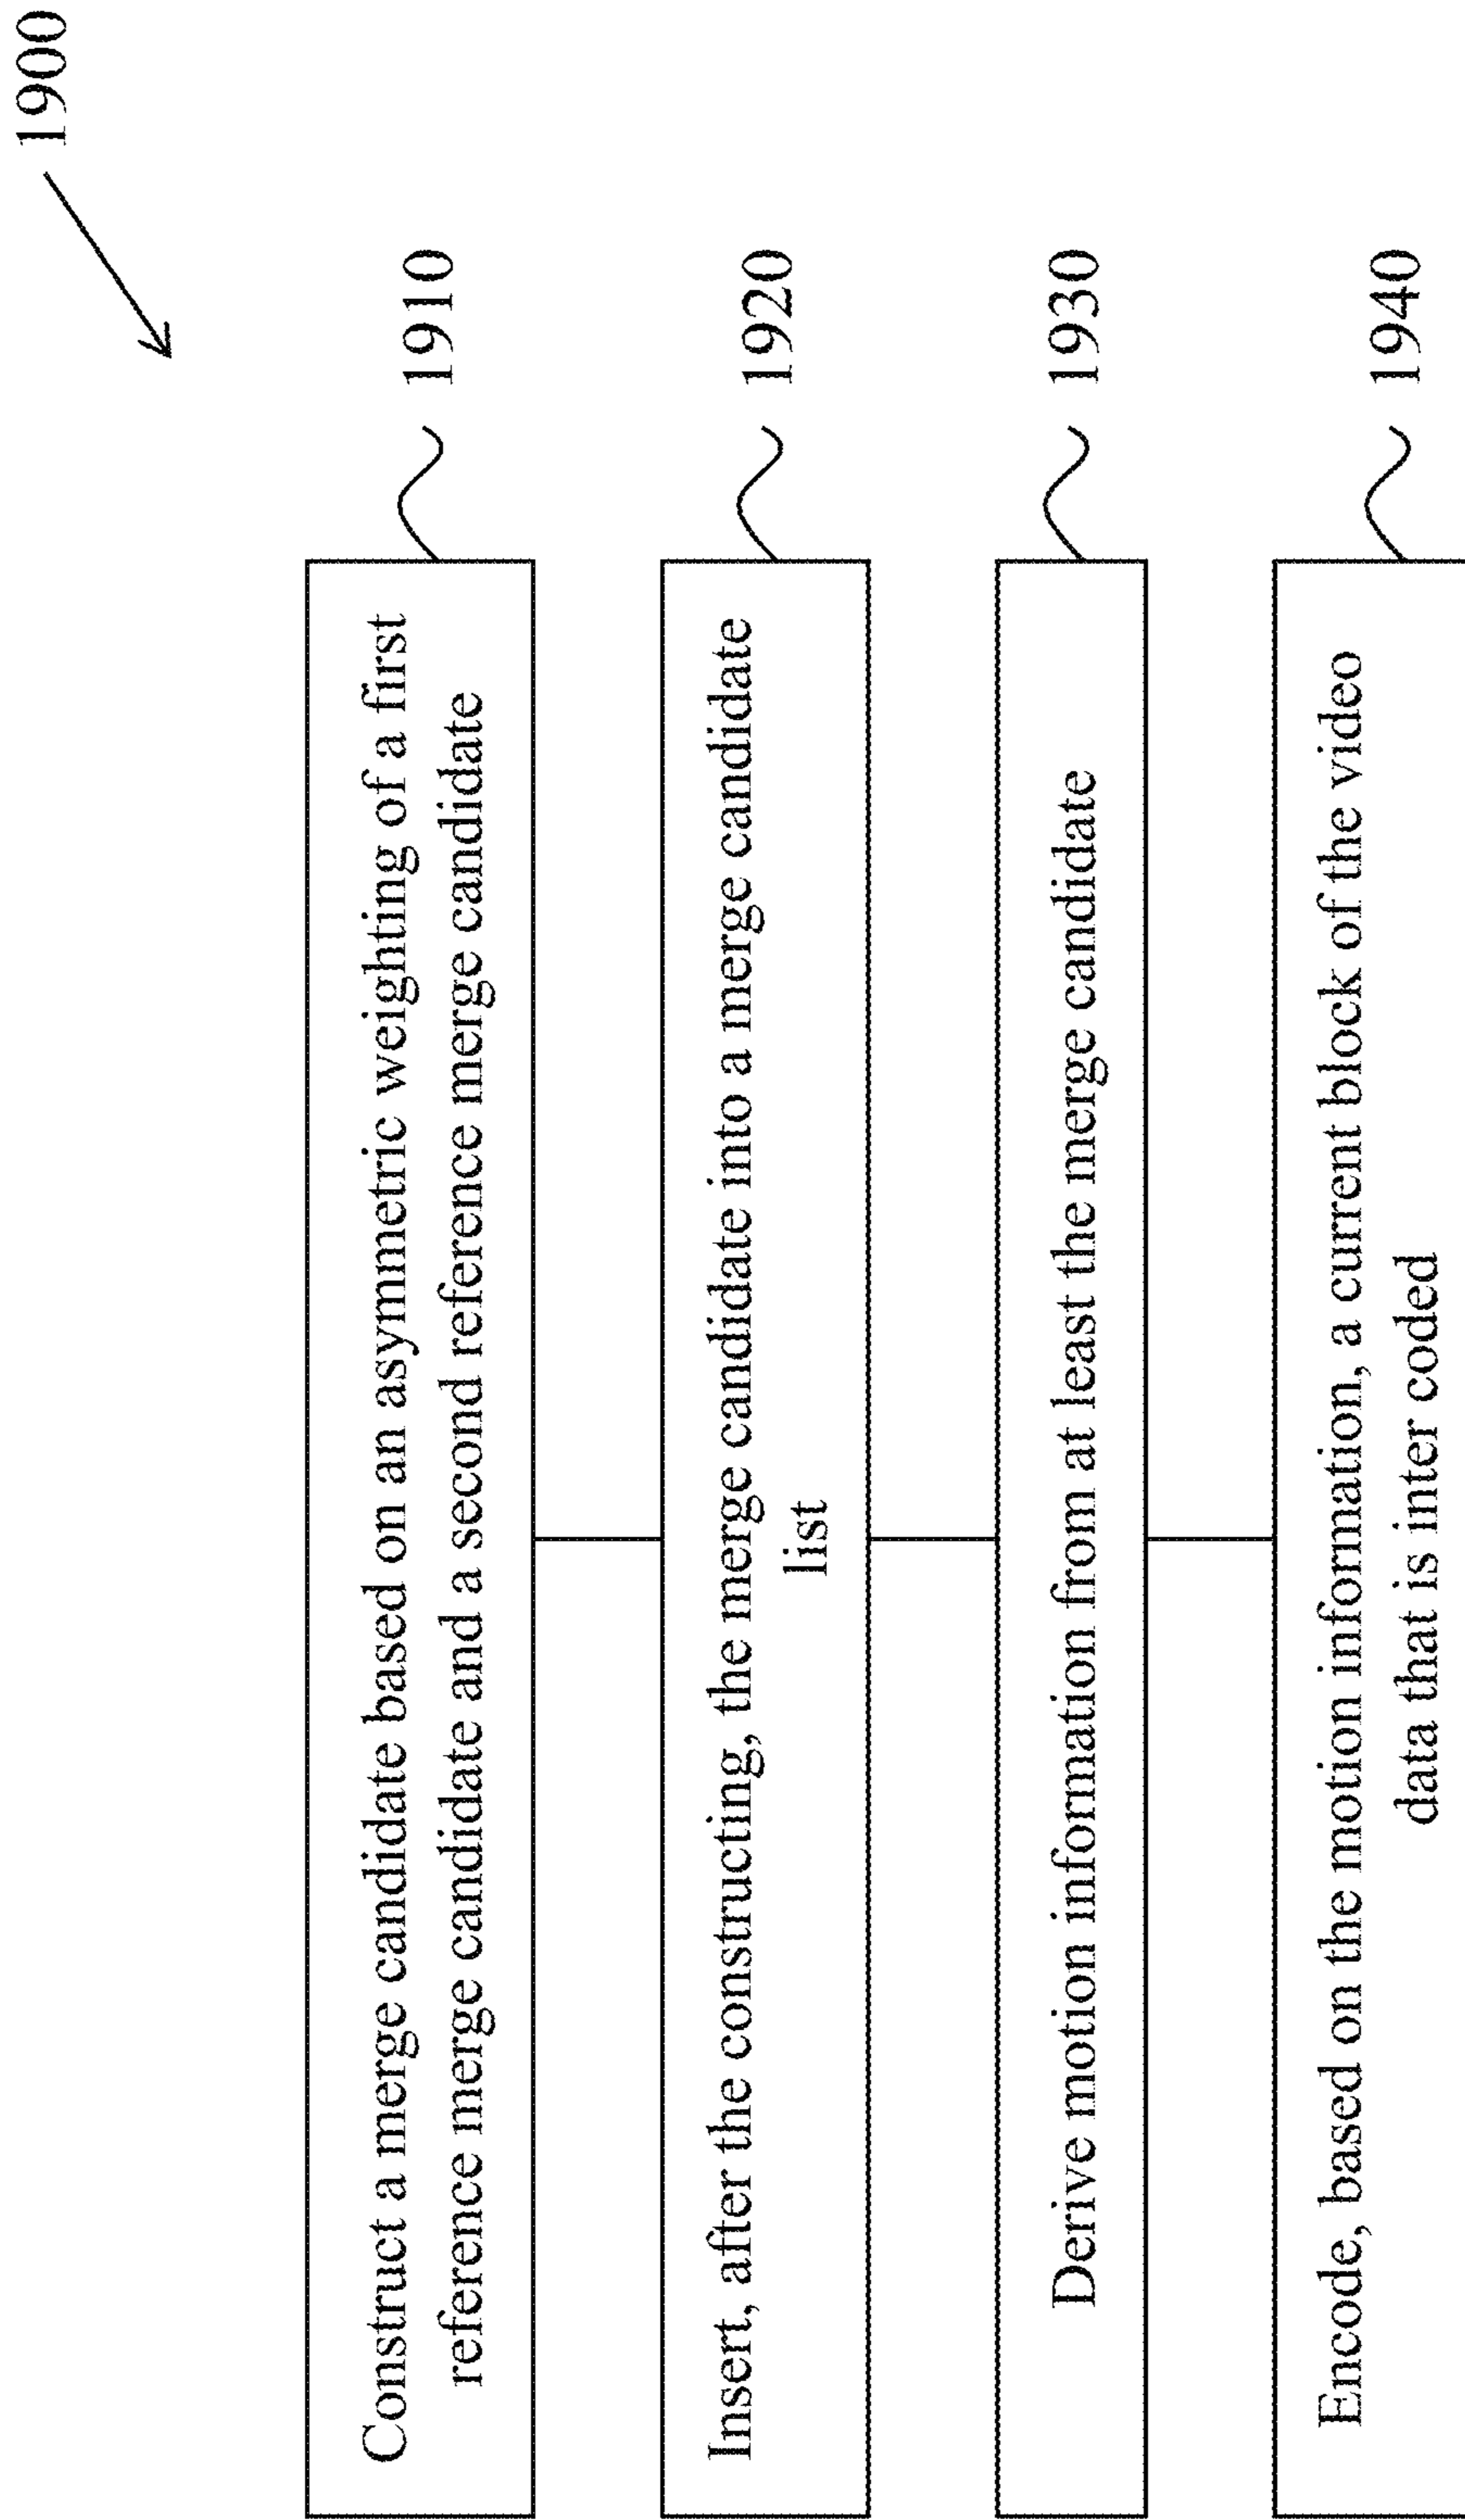 1900
Construct a merge candidate based on an asymmetric weighting of a first
reference merge candidate and a second reference merge candidate
1910
Insert, after the constructing, the merge candidate into a merge candidate
list
1920
Derive motion information from at least the merge candidate
1930
Encode, based on the motion information, a current block of the video
data that is inter coded
1940